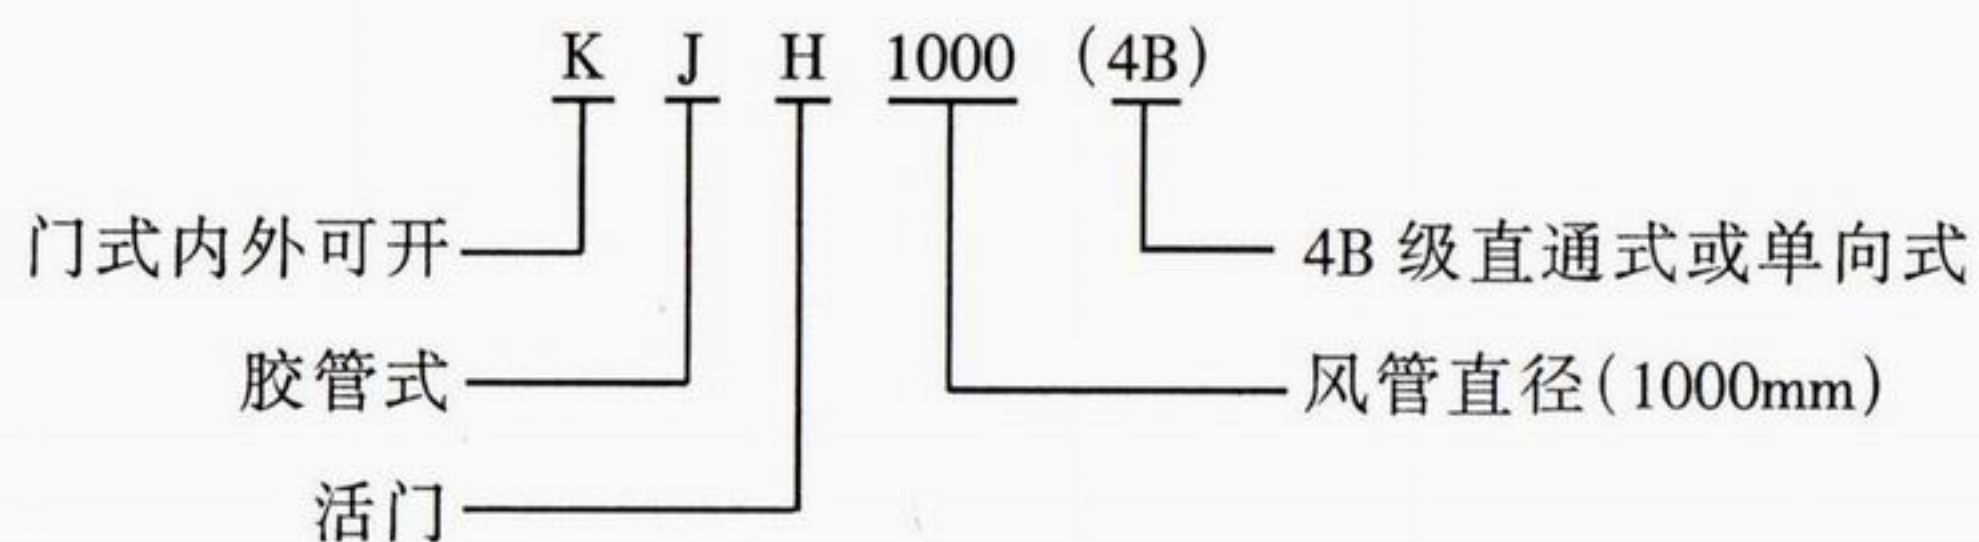 K J H 1000 (4B)
门式内外可开
4B 级直通式或单向式
胶管式
风管直径(1000mm)
活门